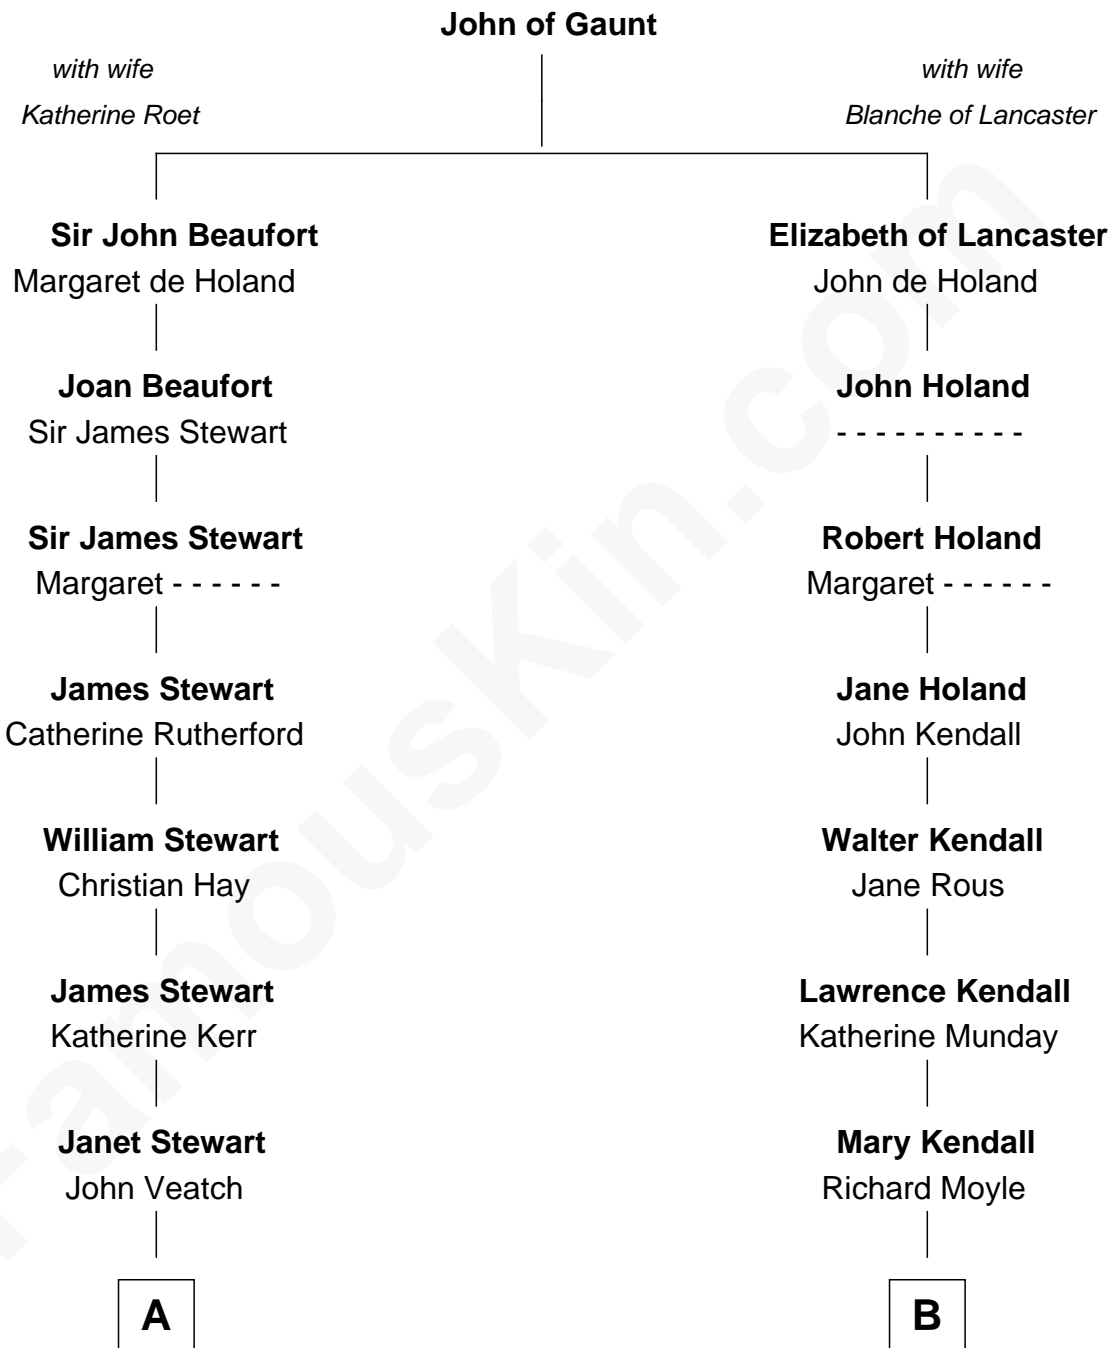 John of Gaunt
with wife
Katherine Roet
with wife
Blanche of Lancaster
Sir John Beaufort
Margaret de Holand
Elizabeth of Lancaster
John de Holand
Joan Beaufort
Sir James Stewart
John Holand
- - - - - - - - - -
Sir James Stewart
Margaret - - - - - -
Robert Holand
Margaret - - - - - -
James Stewart
Catherine Rutherford
Jane Holand
John Kendall
William Stewart
Christian Hay
Walter Kendall
Jane Rous
James Stewart
Katherine Kerr
Lawrence Kendall
Katherine Munday
Janet Stewart
John Veatch
Mary Kendall
Richard Moyle
A
B
FamousKin.com